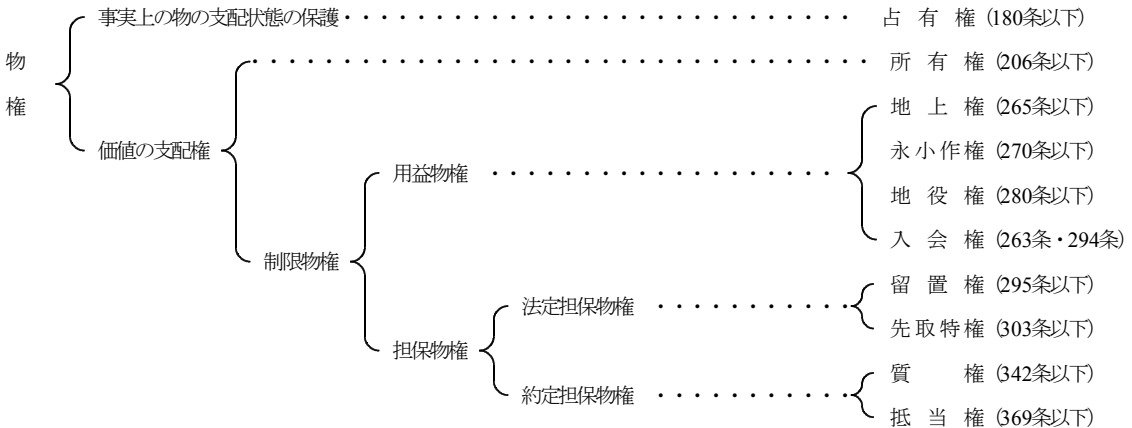 事実上の物の支配状態の保護・・・・・・・・・・・・・・・・・・・・・・・・・・・・ 占有権 (180条以下)
物権
・・・・・・・・・・・・・・・・・・・・・・・・・・・・・・・・・・ 所有権 (206条以下)
価値の支配権
地上権 (265条以下)
永小作権 (270条以下)
用益物権 ・・・・・・・・・・・・・・・・・・・
地役権 (280条以下)
入会権 (263条・294条)
制限物権
留置権 (295条以下)
法定担保物権 ・・・・・・・・・・・
先取特権 (303条以下)
担保物権
質権 (342条以下)
約定担保物権 ・・・・・・・・・・・
抵当権 (369条以下)